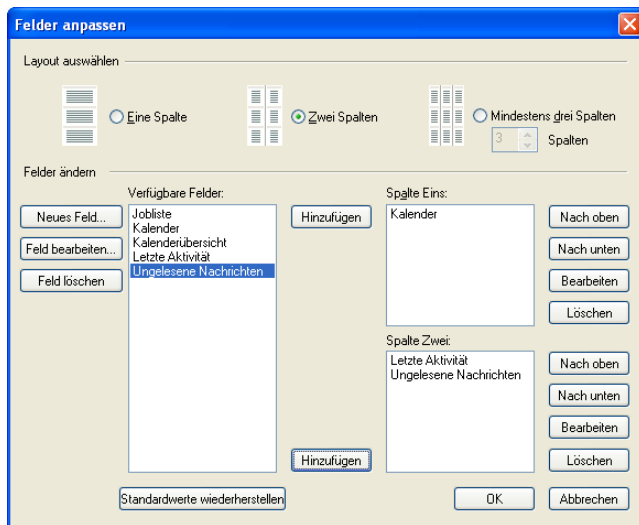 Felder anpassen
Layout auswählen
Eine Spalte
Zwei Spalten
Mindestens drei Spalten
3 Spalten
Felder ändern
Verfügbare Felder:
Neues Feld...
Feld bearbeiten...
Feld löschen
Jobliste
Kalender
Kalenderübersicht
Letzte Aktivität
Ungelesene Nachrichten
Hinzufügen
Spalte Eins:
Kalender
Nach oben
Nach unten
Bearbeiten
Löschen
Spalte Zwei:
Letzte Aktivität
Ungelesene Nachrichten
Hinzufügen
Nach oben
Nach unten
Bearbeiten
Löschen
Standardwerte wiederherstellen
OK
Abbrechen